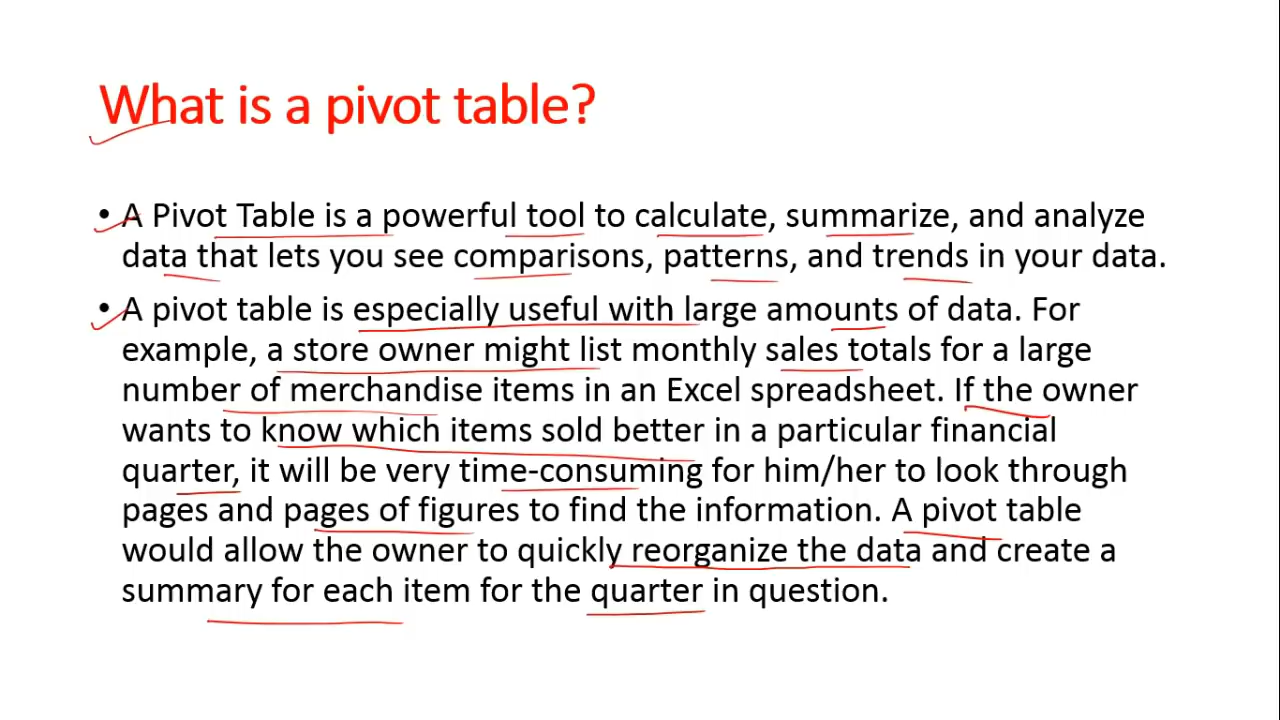 What is a pivot table?
• A Pivot Table is a powerful tool to calculate, summarize, and analyze
data that lets you see comparisons, patterns, and trends in your data.
• A pivot table is especially useful with large amounts of data. For
example, a store owner might list monthly sales totals for a large
number of merchandise items in an Excel spreadsheet. If the owner
wants to know which items sold better in a particular financial
quarter, it will be very time-consuming for him/her to look through
pages and pages of figures to find the information. A pivot table
would allow the owner to quickly reorganize the data and create a
summary for each item for the quarter in question.